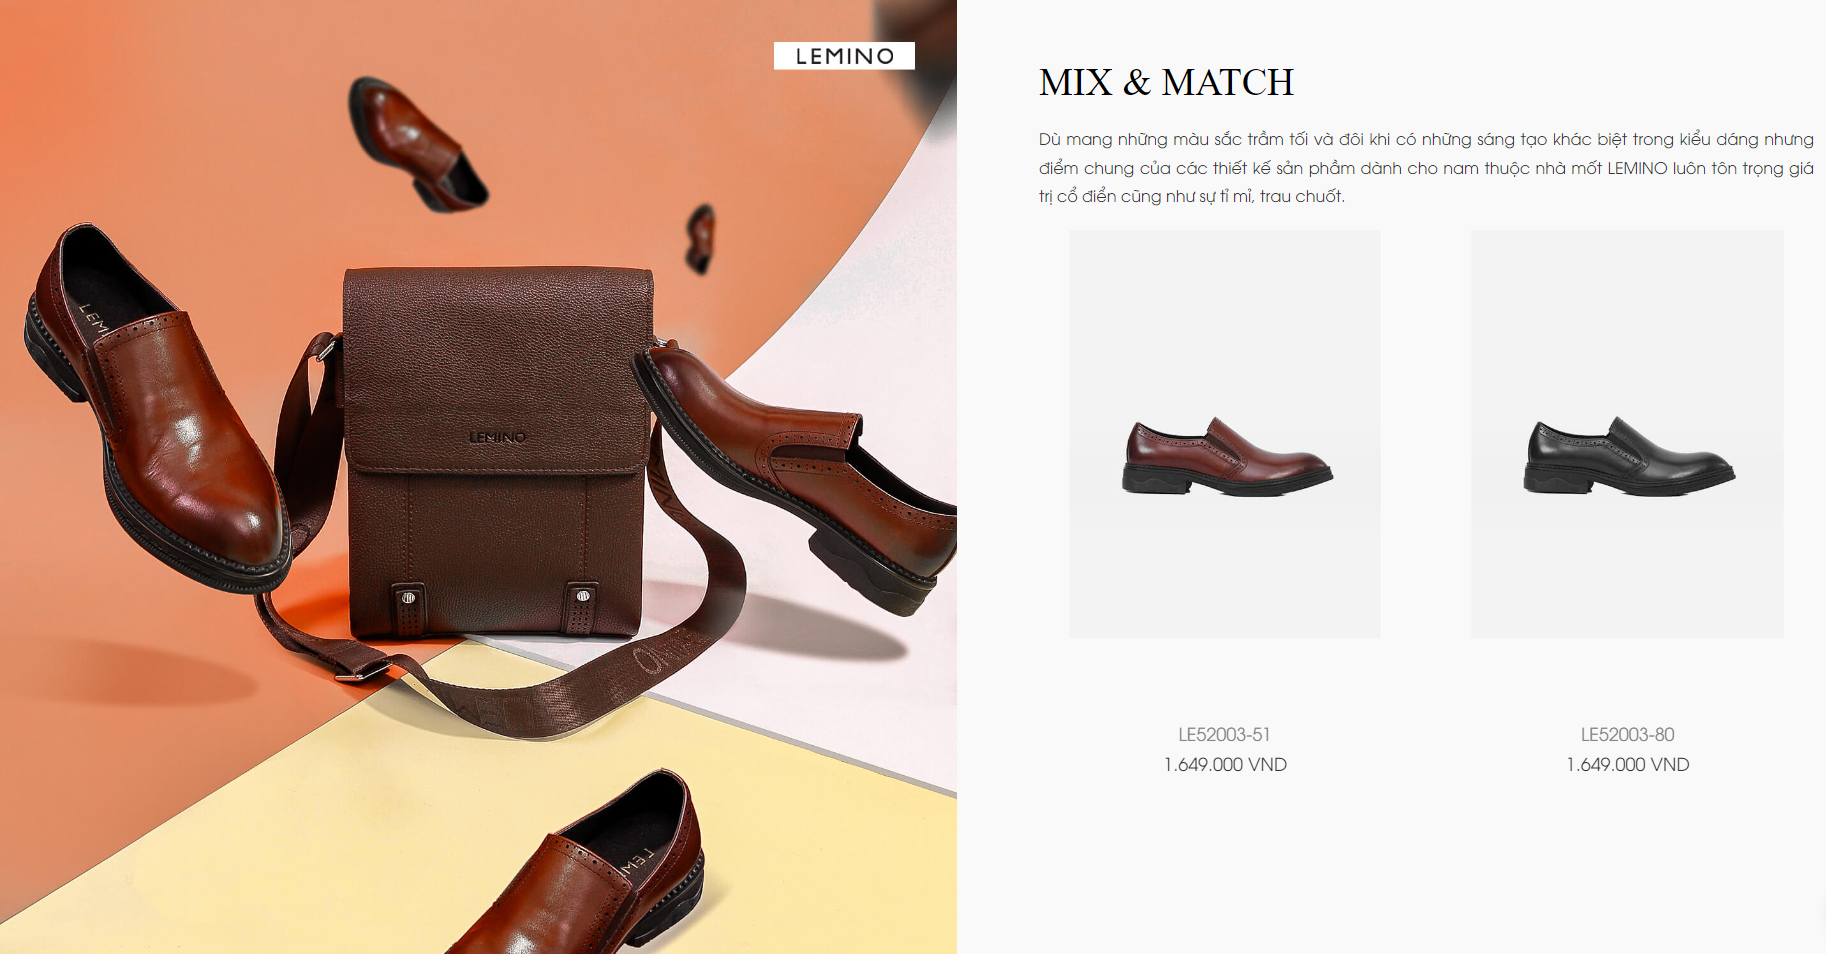 LEMINO
MIX & MATCH
Dù mang những màu sắc trầm tối và đôi khi có những sáng tạo khác biệt trong kiểu dáng nhưng
điểm chung của các thiết kế sản phẩm dành cho nam thuộc nhà mốt LEMINO luôn tôn trọng giá
trị cổ điển cũng như sự tỉ mỉ, trau chuốt.
LEMINO
LE52003-51
LE52003-80
1.649.000 VND
1.649.000 VND